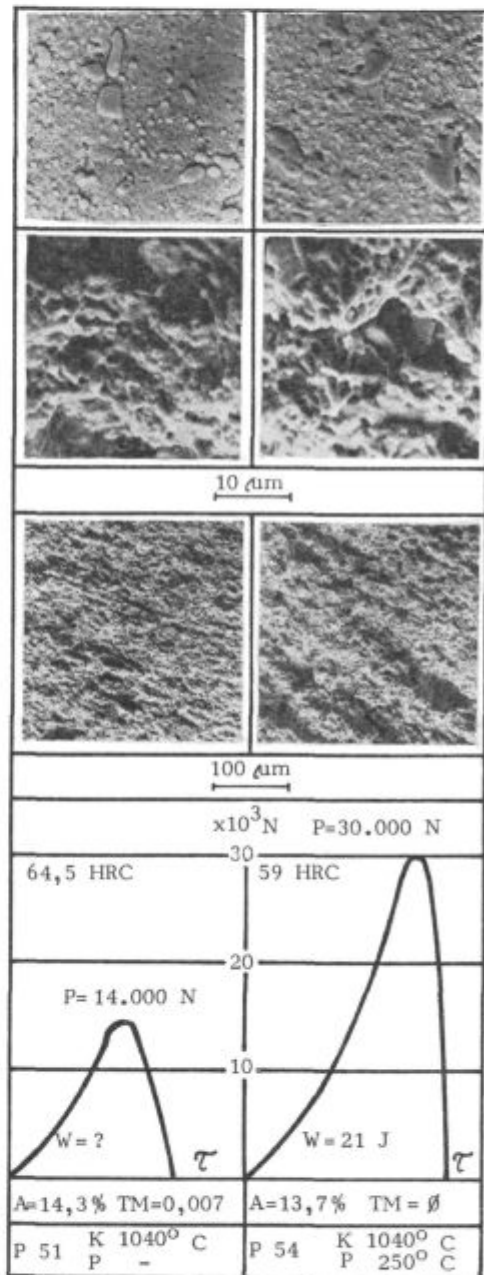 10 µm
100 µm
x10³N P=30.000 N
30
64,5 HRC
59 HRC
20
P=14.000 N
10
W=?
τ
W=21 J
τ
A=14,3% TM=0,007
A=13,7% TM=Ø
P 51 K 1040° C
P -
P 54 K 1040° C
P 250° C